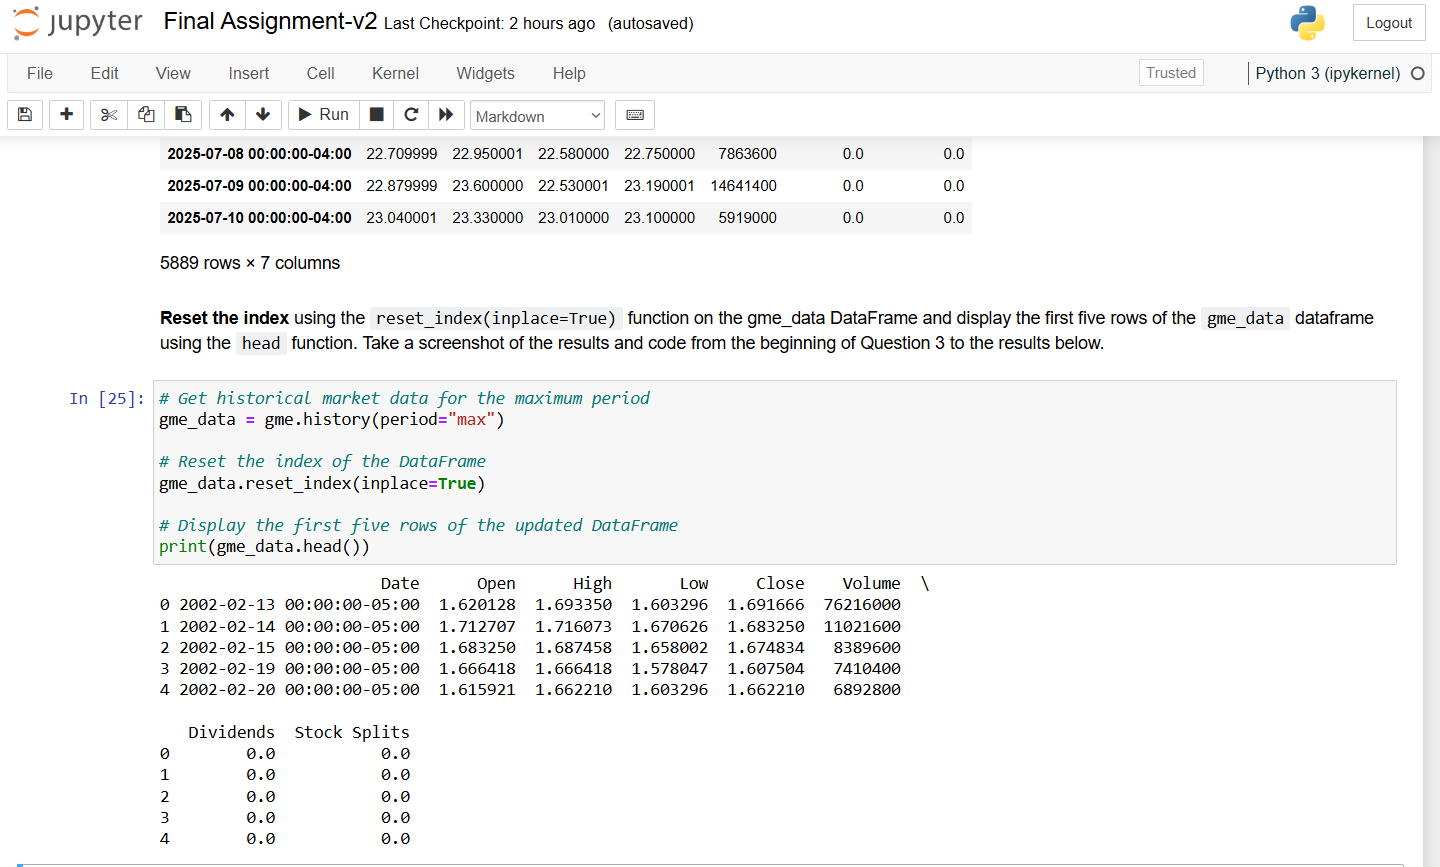 jupyter Final Assignment-v2 Last Checkpoint: 2 hours ago (autosaved) Logout
File Edit View Insert Cell Kernel Widgets Help Trusted Python 3 (ipykernel)
Run Markdown
2025-07-08 00:00:00-04:00 22.709999 22.950001 22.580000 22.750000 7863600 0.0 0.0
2025-07-09 00:00:00-04:00 22.879999 23.600000 22.530001 23.190001 14641400 0.0 0.0
2025-07-10 00:00:00-04:00 23.040001 23.330000 23.010000 23.100000 5919000 0.0 0.0
5889 rows × 7 columns
Reset the index using the reset_index(inplace=True) function on the gme_data DataFrame and display the first five rows of the gme_data dataframe
using the head function. Take a screenshot of the results and code from the beginning of Question 3 to the results below.
In [25]: # Get historical market data for the maximum period
gme_data = gme.history(period="max")
# Reset the index of the DataFrame
gme_data.reset_index(inplace=True)
# Display the first five rows of the updated DataFrame
print(gme_data.head())
Date Open High Low Close Volume \
0 2002-02-13 00:00:00-05:00 1.620128 1.693350 1.603296 1.691666 76216000
1 2002-02-14 00:00:00-05:00 1.712707 1.716073 1.670626 1.683250 11021600
2 2002-02-15 00:00:00-05:00 1.683250 1.687458 1.658002 1.674834 8389600
3 2002-02-19 00:00:00-05:00 1.666418 1.666418 1.578047 1.607504 7410400
4 2002-02-20 00:00:00-05:00 1.615921 1.662210 1.603296 1.662210 6892800
Dividends Stock Splits
0 0.0 0.0
1 0.0 0.0
2 0.0 0.0
3 0.0 0.0
4 0.0 0.0